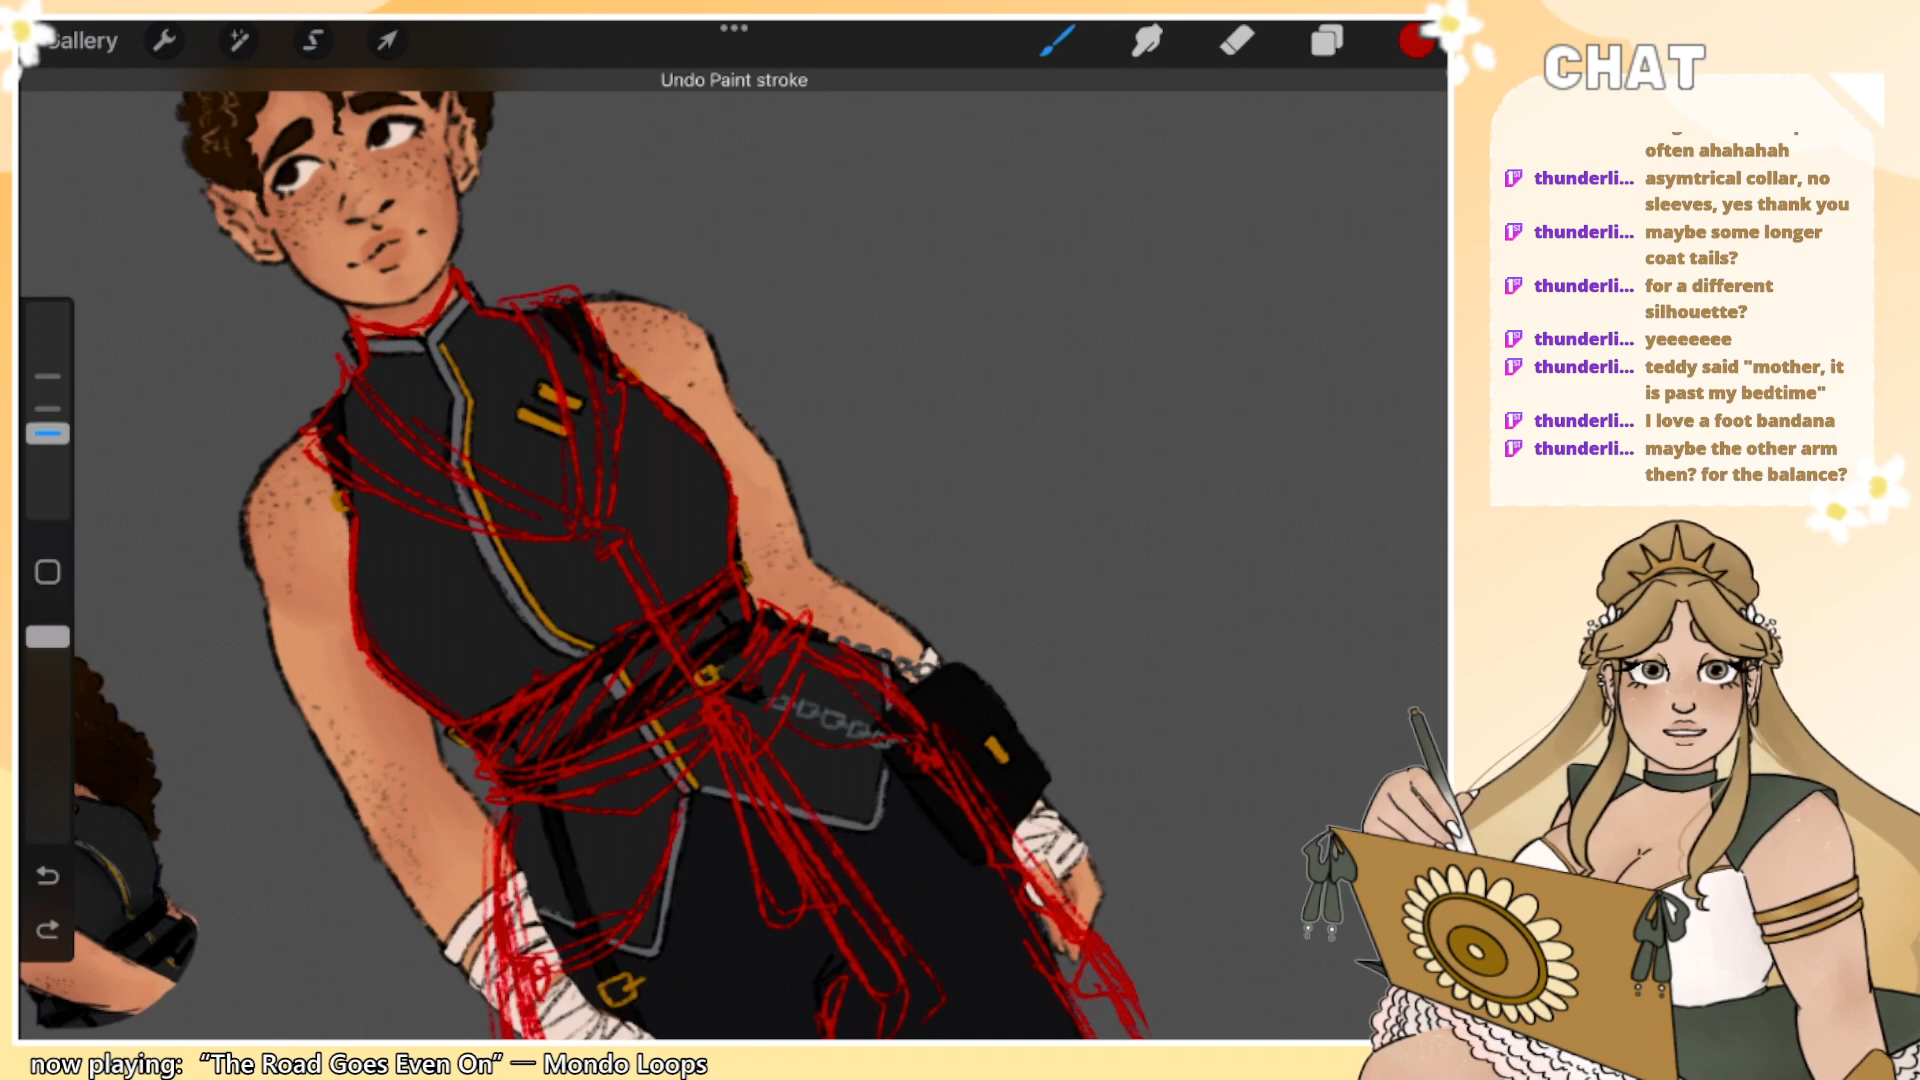 Gallery
Undo Paint stroke
CHAT
often ahahahah
thunderli... asymtrical collar, no
sleeves, yes thank you
thunderli... maybe some longer
coat tails?
thunderli... for a different
silhouette?
thunderli... yeeeeeee
thunderli... teddy said "mother, it
is past my bedtime"
thunderli... I love a foot bandana
thunderli... maybe the other arm
then? for the balance?
now playing: “The Road Goes Even On” — Mondo Loops